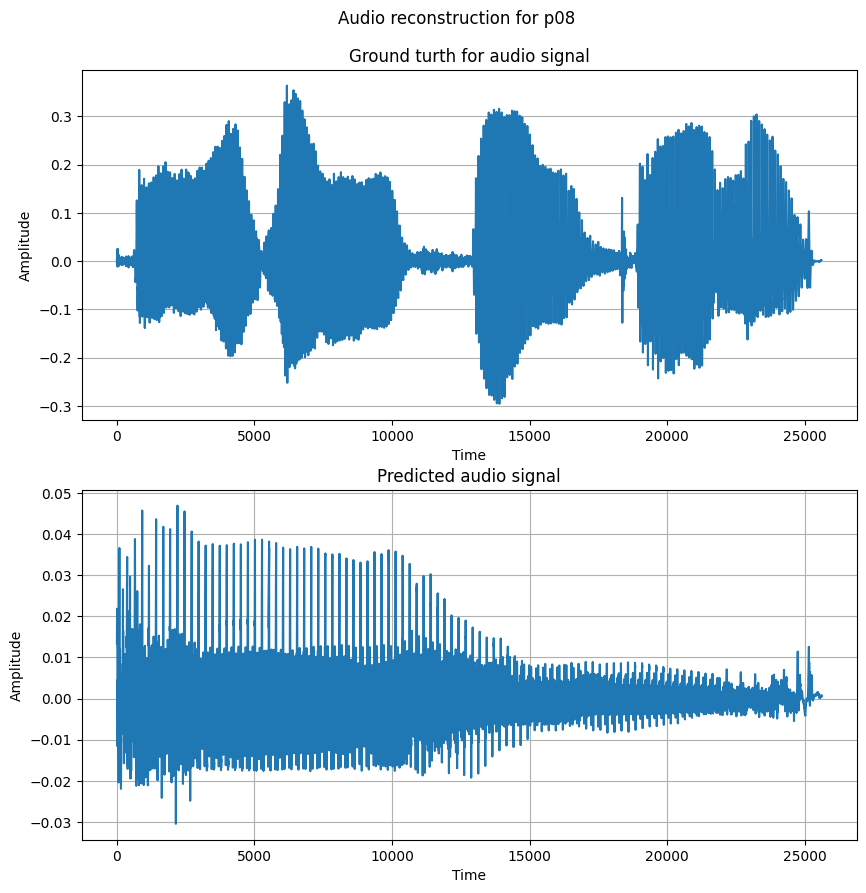 Audio reconstruction for p08
Ground turth for audio signal
0.3
0.2
0.1
0.0
−0.1
−0.2
−0.3
Amplitude
0 5000 10000 15000 20000 25000
Time
Predicted audio signal
0.05
0.04
0.03
0.02
0.01
0.00
−0.01
−0.02
−0.03
Amplitude
0 5000 10000 15000 20000 25000
Time